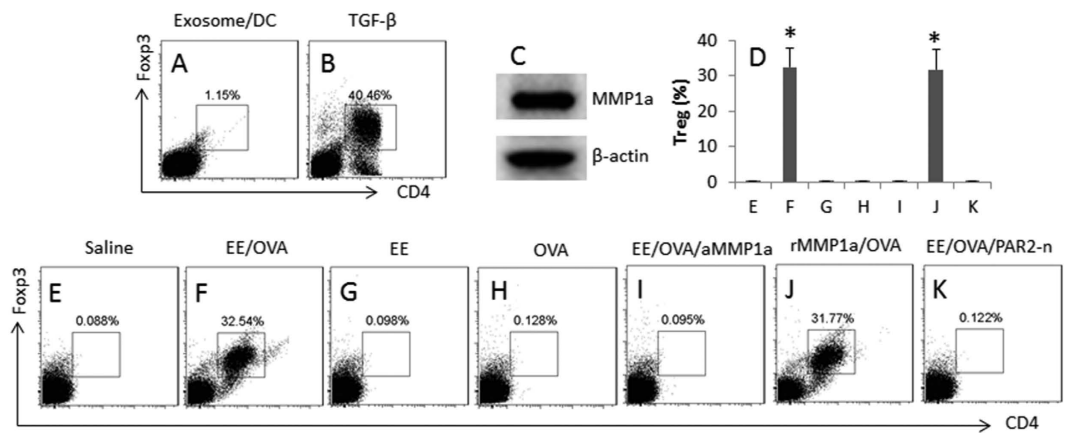 Exosome/DC
TGF-β
Foxp3
A
1.15%
B
40.46%
CD4
C
MMP1a
β-actin
D
Treg (%)
40
30
20
10
0
*
*
E F G H I J K
Saline
EE/OVA
EE
OVA
EE/OVA/aMMP1a
rMMP1a/OVA
EE/OVA/PAR2-n
Foxp3
E
0.088%
F
32.54%
G
0.098%
H
0.128%
I
0.095%
J
31.77%
K
0.122%
CD4